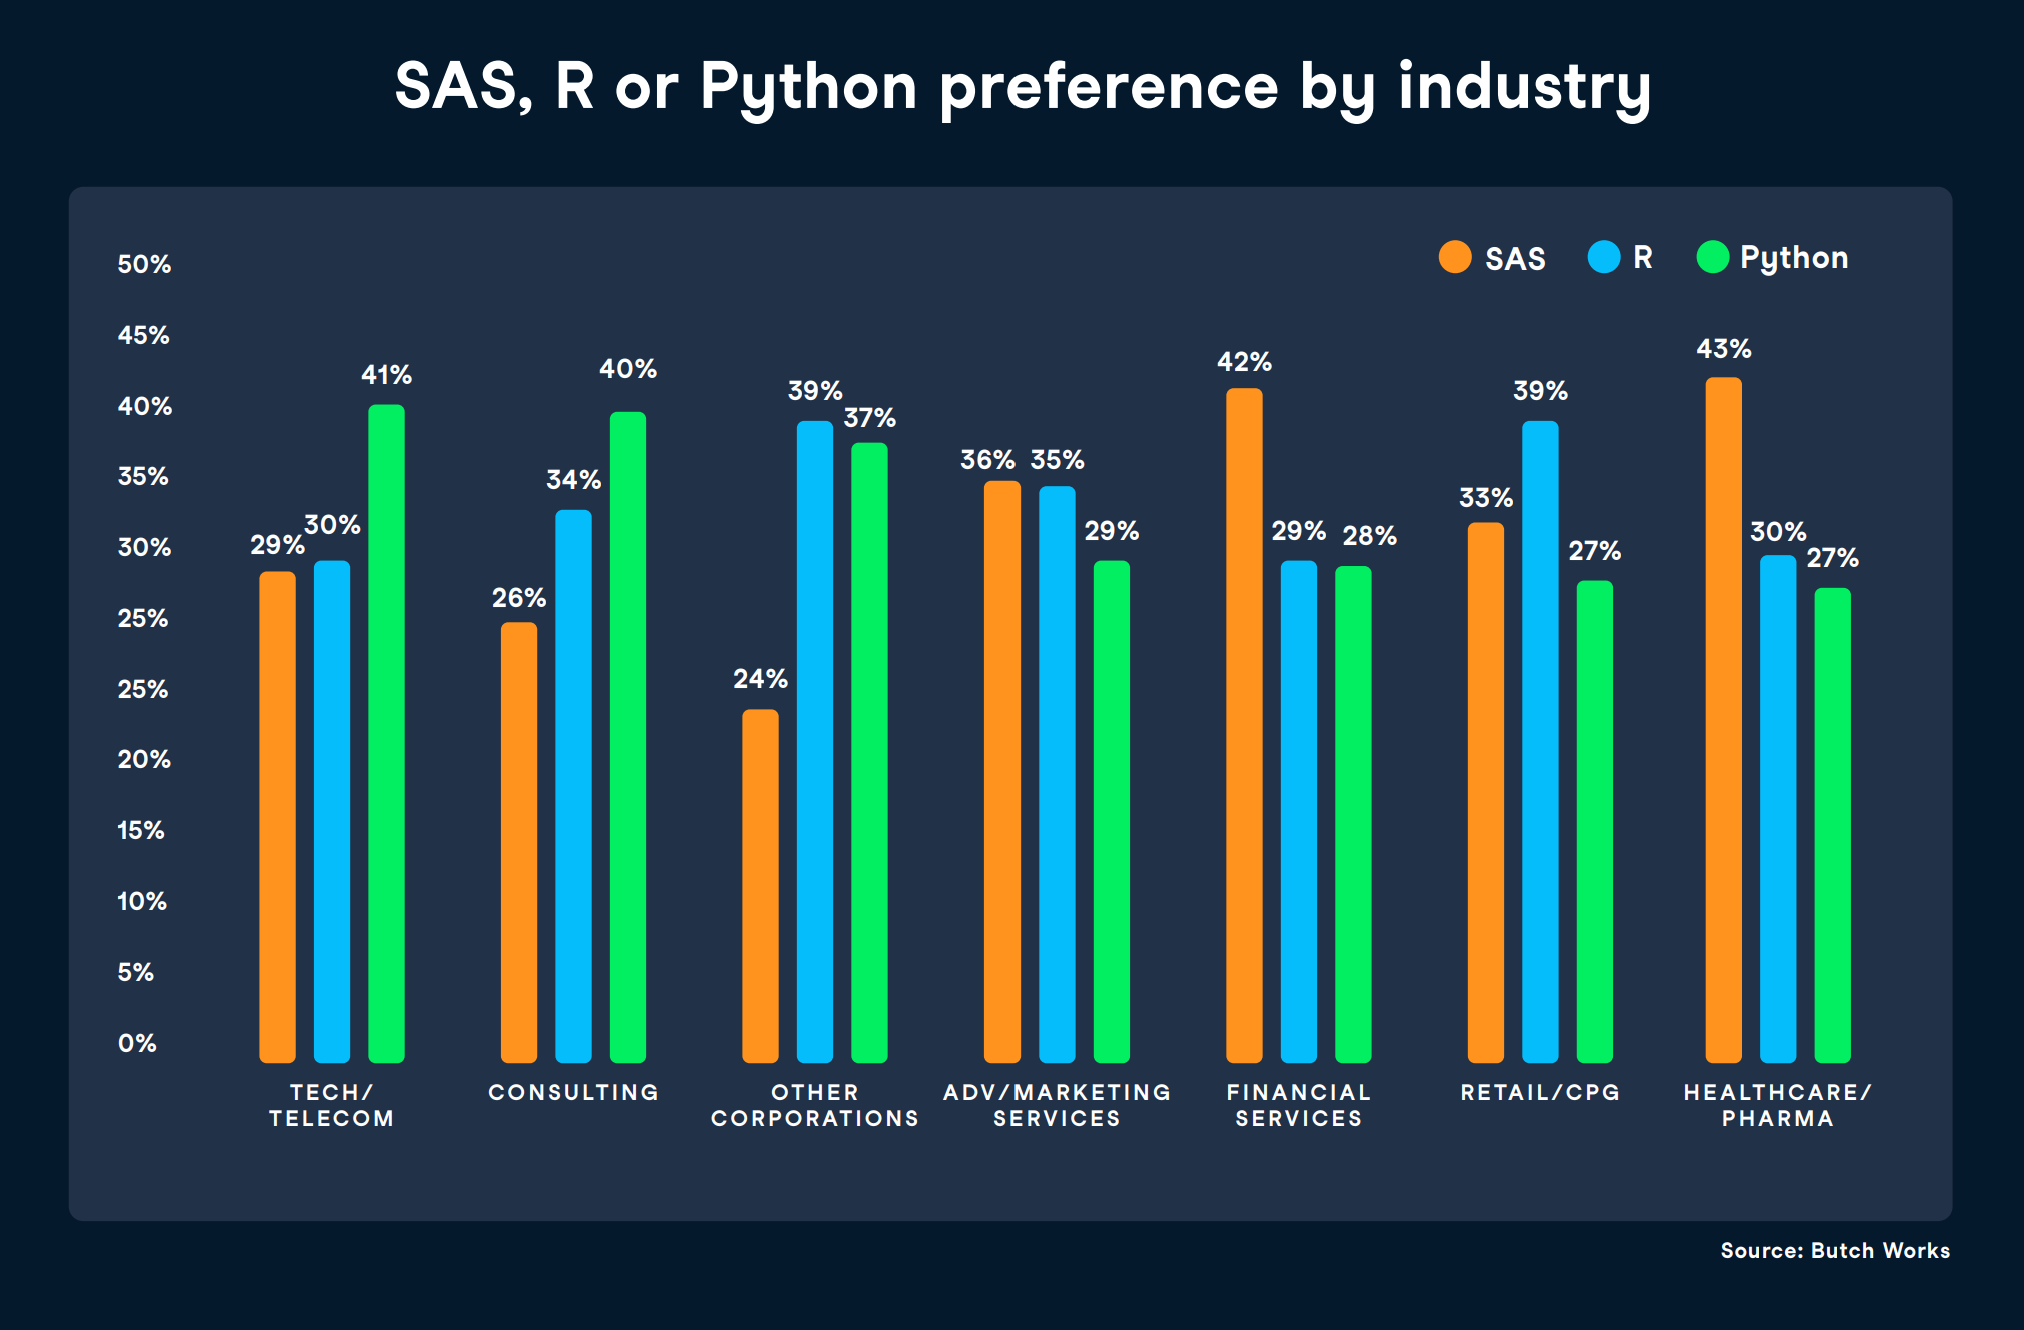 SAS, R or Python preference by industry
SAS
R
Python
50%
45%
40%
35%
30%
25%
25%
20%
15%
10%
5%
0%
29%
30%
41%
26%
34%
40%
24%
39%
37%
36%
35%
29%
42%
29%
28%
33%
39%
27%
43%
30%
27%
TECH/
TELECOM
CONSULTING
OTHER
CORPORATIONS
ADV/MARKETING
SERVICES
FINANCIAL
SERVICES
RETAIL/CPG
HEALTHCARE/
PHARMA
Source: Butch Works